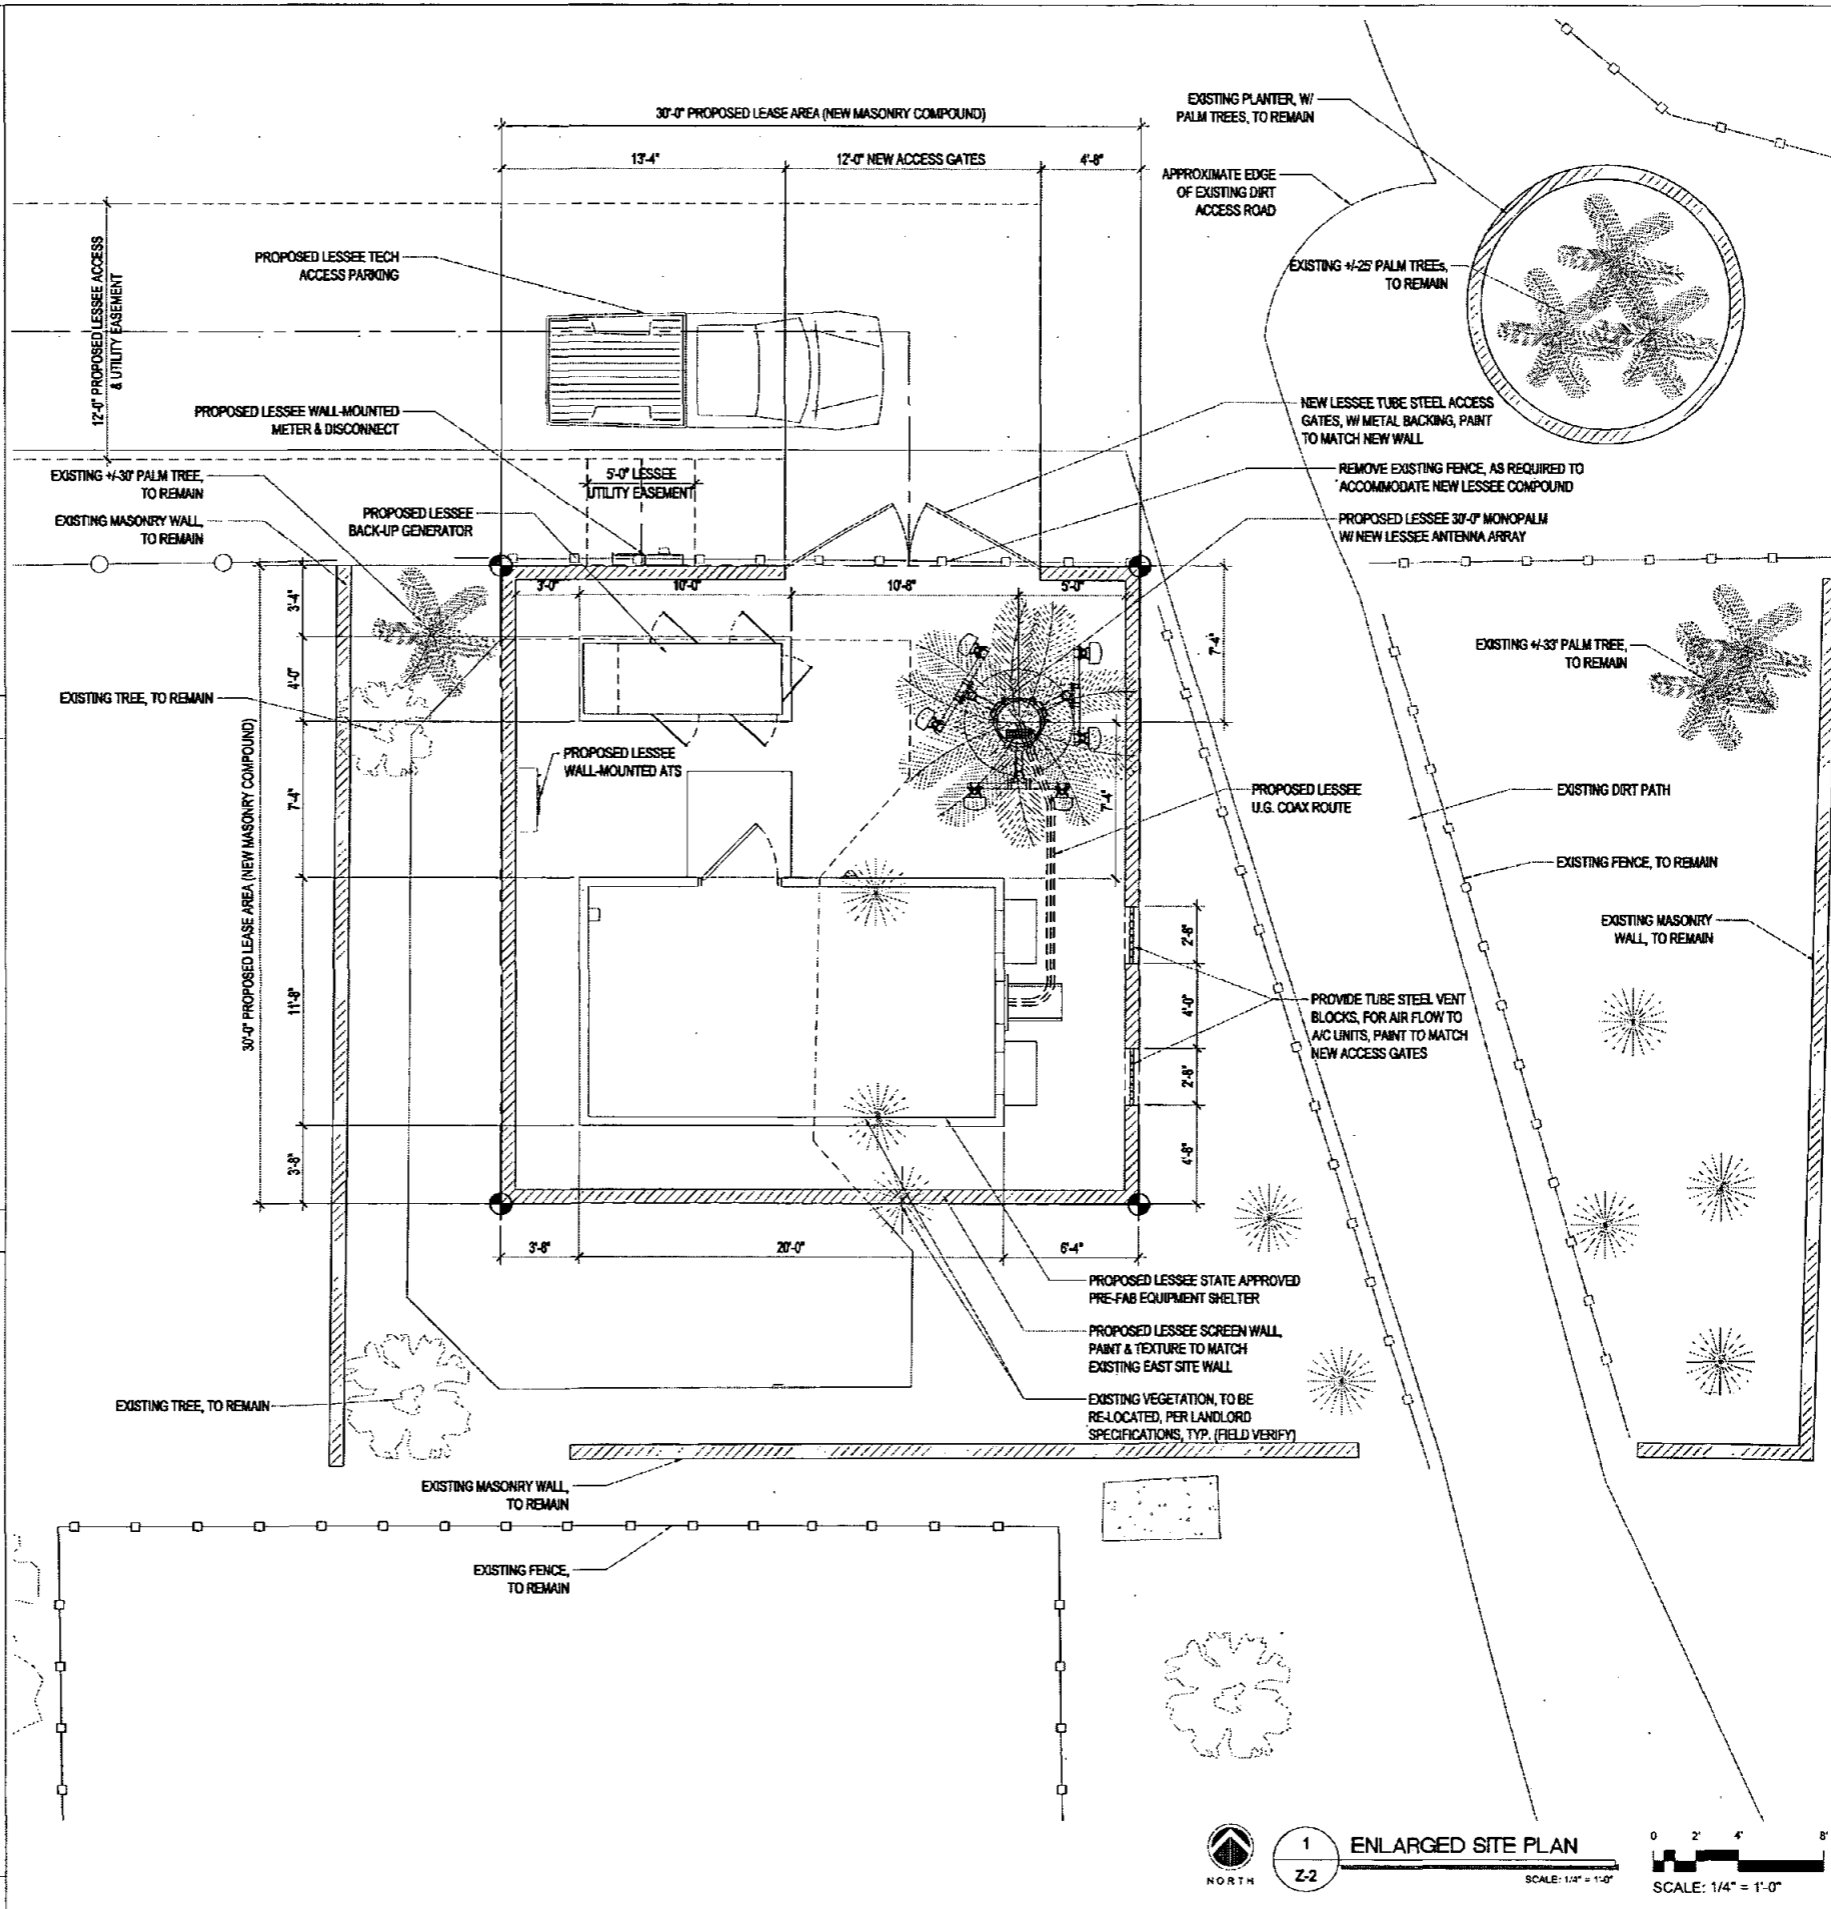 30'-0" PROPOSED LEASE AREA (NEW MASONRY COMPOUND)
13'-4"
12'-0" NEW ACCESS GATES
4'-8"
EXISTING PLANTER, W/
PALM TREES, TO REMAIN
APPROXIMATE EDGE
OF EXISTING DIRT
ACCESS ROAD
12'-0" PROPOSED LESSEE ACCESS
& UTILITY EASEMENT
PROPOSED LESSEE TECH
ACCESS PARKING
EXISTING +/-25' PALM TREEs,
TO REMAIN
PROPOSED LESSEE WALL-MOUNTED
METER & DISCONNECT
NEW LESSEE TUBE STEEL ACCESS
GATES, W/ METAL BACKING, PAINT
TO MATCH NEW WALL
EXISTING +/-30' PALM TREE,
TO REMAIN
5'-0" LESSEE
UTILITY EASEMENT
REMOVE EXISTING FENCE, AS REQUIRED TO
ACCOMMODATE NEW LESSEE COMPOUND
EXISTING MASONRY WALL,
TO REMAIN
PROPOSED LESSEE
BACK-UP GENERATOR
PROPOSED LESSEE 30'-0" MONOPALM
W/ NEW LESSEE ANTENNA ARRAY
3'-0"
10'-0"
10'-8"
5'-0"
3'-4"
7'-4"
EXISTING +/-33' PALM TREE,
TO REMAIN
4'-0"
EXISTING TREE, TO REMAIN
PROPOSED LESSEE
WALL-MOUNTED ATS
7'-4"
7'-4"
PROPOSED LESSEE
U.G. COAX ROUTE
EXISTING DIRT PATH
EXISTING FENCE, TO REMAIN
30'-0" PROPOSED LEASE AREA (NEW MASONRY COMPOUND)
EXISTING MASONRY
WALL, TO REMAIN
2'-8"
11'-8"
4'-0"
PROVIDE TUBE STEEL VENT
BLOCKS, FOR AIR FLOW TO
A/C UNITS, PAINT TO MATCH
NEW ACCESS GATES
2'-8"
3'-8"
4'-8"
3'-8"
20'-0"
6'-4"
PROPOSED LESSEE STATE APPROVED
PRE-FAB EQUIPMENT SHELTER
PROPOSED LESSEE SCREEN WALL,
PAINT & TEXTURE TO MATCH
EXISTING EAST SITE WALL
EXISTING TREE, TO REMAIN
EXISTING VEGETATION, TO BE
RE-LOCATED, PER LANDLORD
SPECIFICATIONS, TYP. (FIELD VERIFY)
EXISTING MASONRY WALL,
TO REMAIN
EXISTING FENCE,
TO REMAIN
NORTH
1
Z-2
ENLARGED SITE PLAN
SCALE: 1/4" = 1'-0"
0 2' 4' 8'
SCALE: 1/4" = 1'-0"